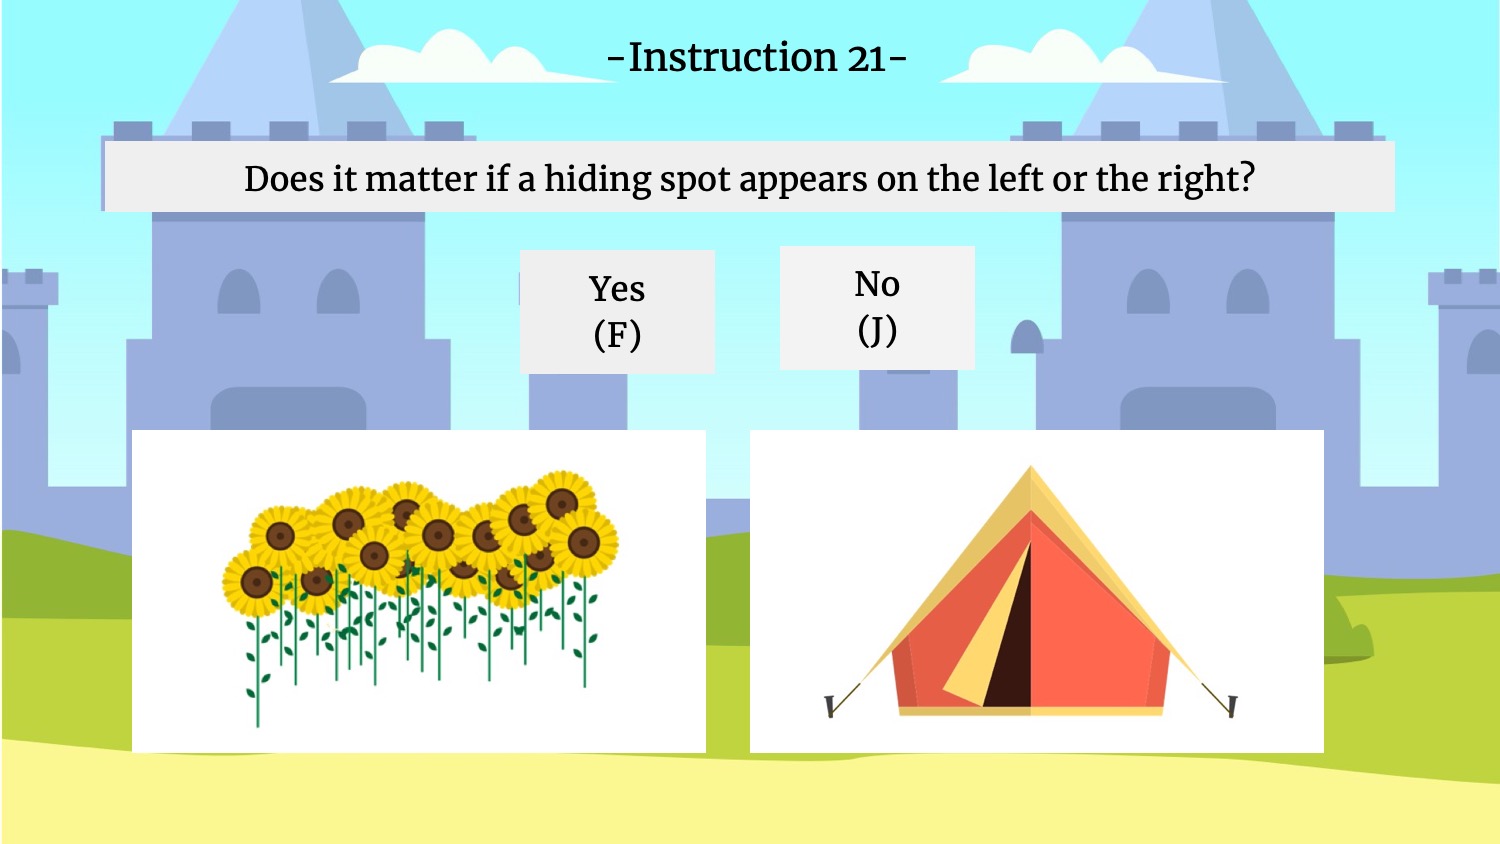 -Instruction 21-
Does it matter if a hiding spot appears on the left or the right?
Yes
(F)
No
(J)